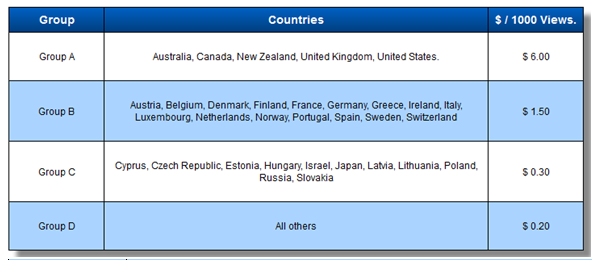 Group Countries $ / 1000 Views.
Group A Australia, Canada, New Zealand, United Kingdom, United States. $ 6.00
Austria, Belgium, Denmark, Finland, France, Germany, Greece, Ireland, Italy,
Group B Luxembourg, Netherlands, Norway, Portugal, Spain, Sweden, Switzerland $ 1.50
Cyprus, Czech Republic, Estonia, Hungary, Israel, Japan, Latvia, Lithuania, Poland,
Group C Russia, Slovakia $ 0.30
Group D All others $ 0.20